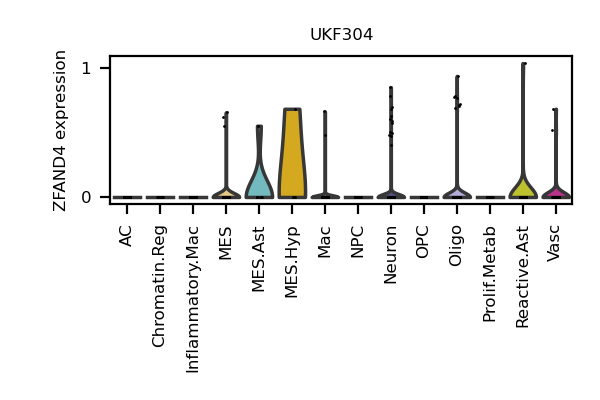 UKF304
ZFAND4 expression
1
0
AC
Chromatin.Reg
Inflammatory.Mac
MES
MES.Ast
MES.Hyp
Mac
NPC
Neuron
OPC
Oligo
Prolif.Metab
Reactive.Ast
Vasc